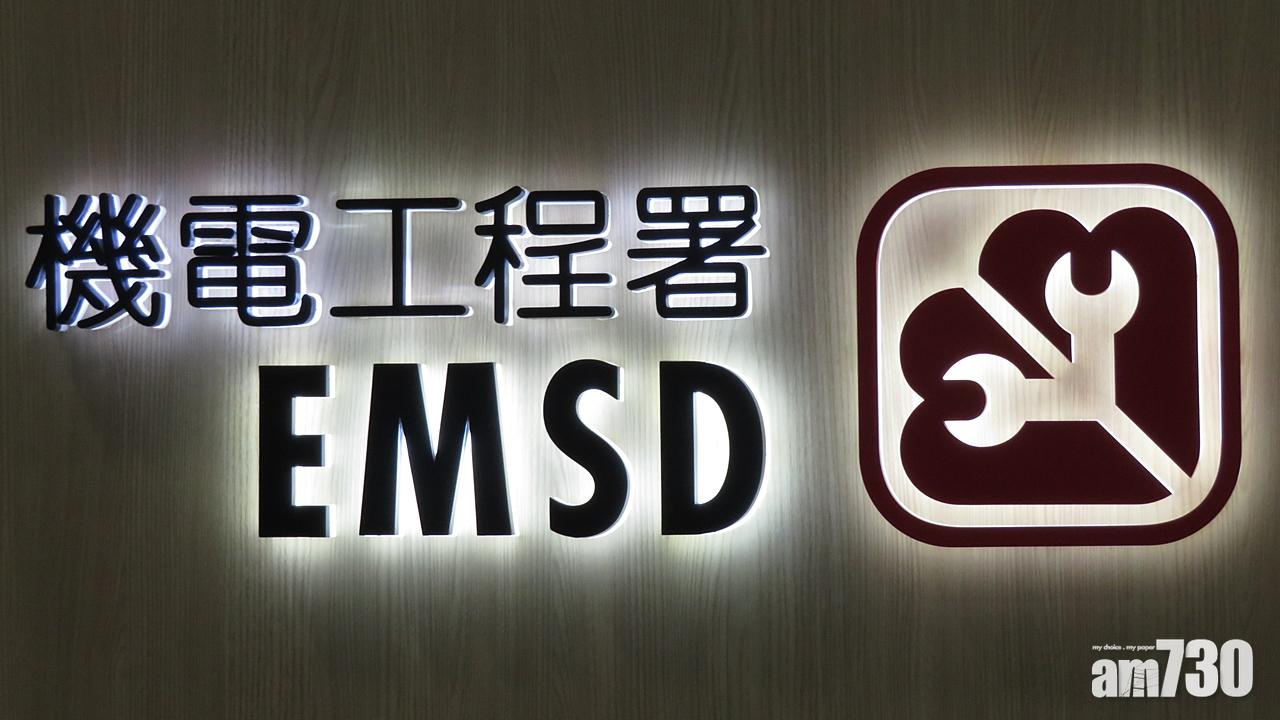 機電工程署
EMSD
my choice . my paper
am730